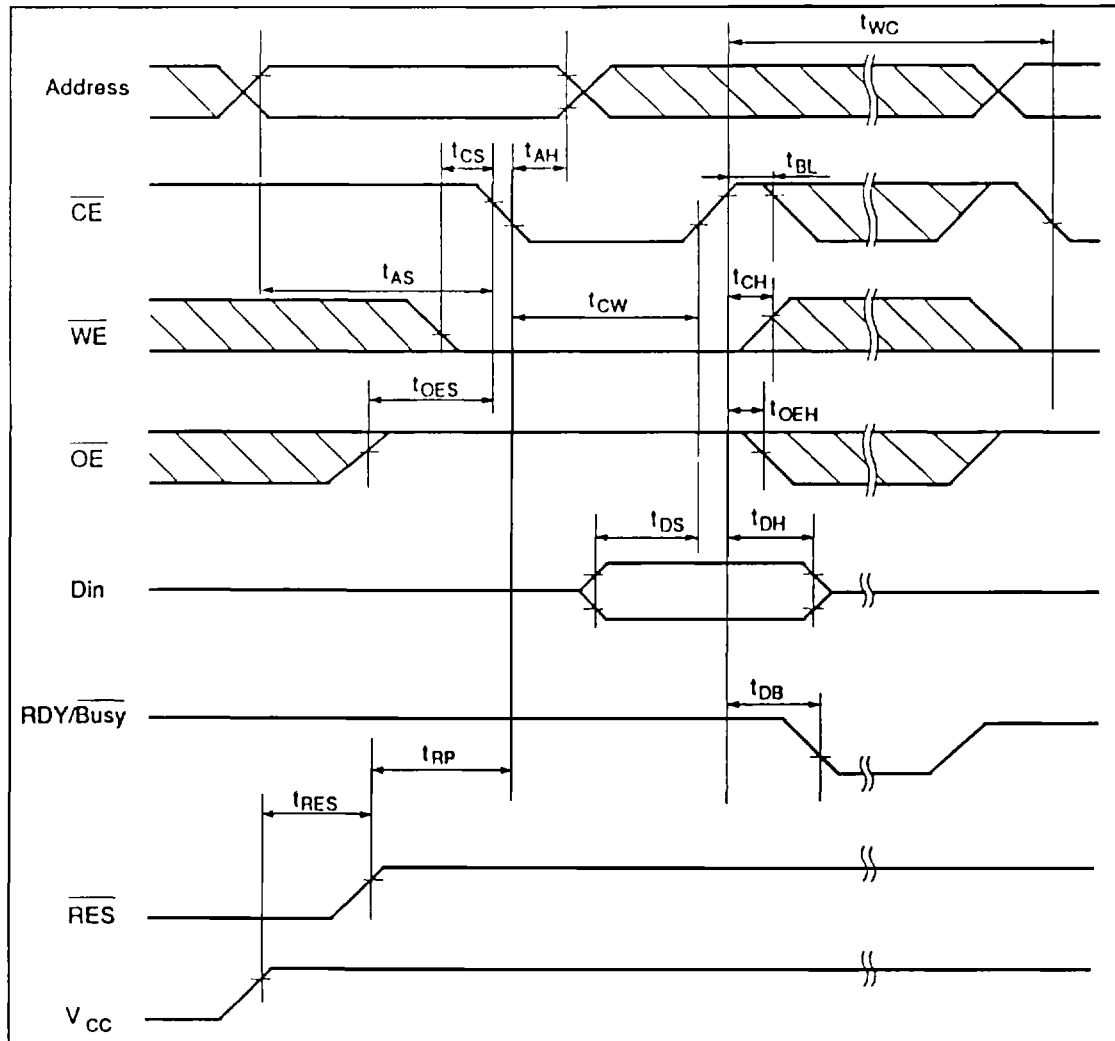 tWC
Address
tCS
tAH
tBL
CE
tAS
tCH
tCW
WE
tOES
tOEH
OE
tDS
tDH
Din
tDB
RDY/Busy
tRP
tRES
RES
VCC